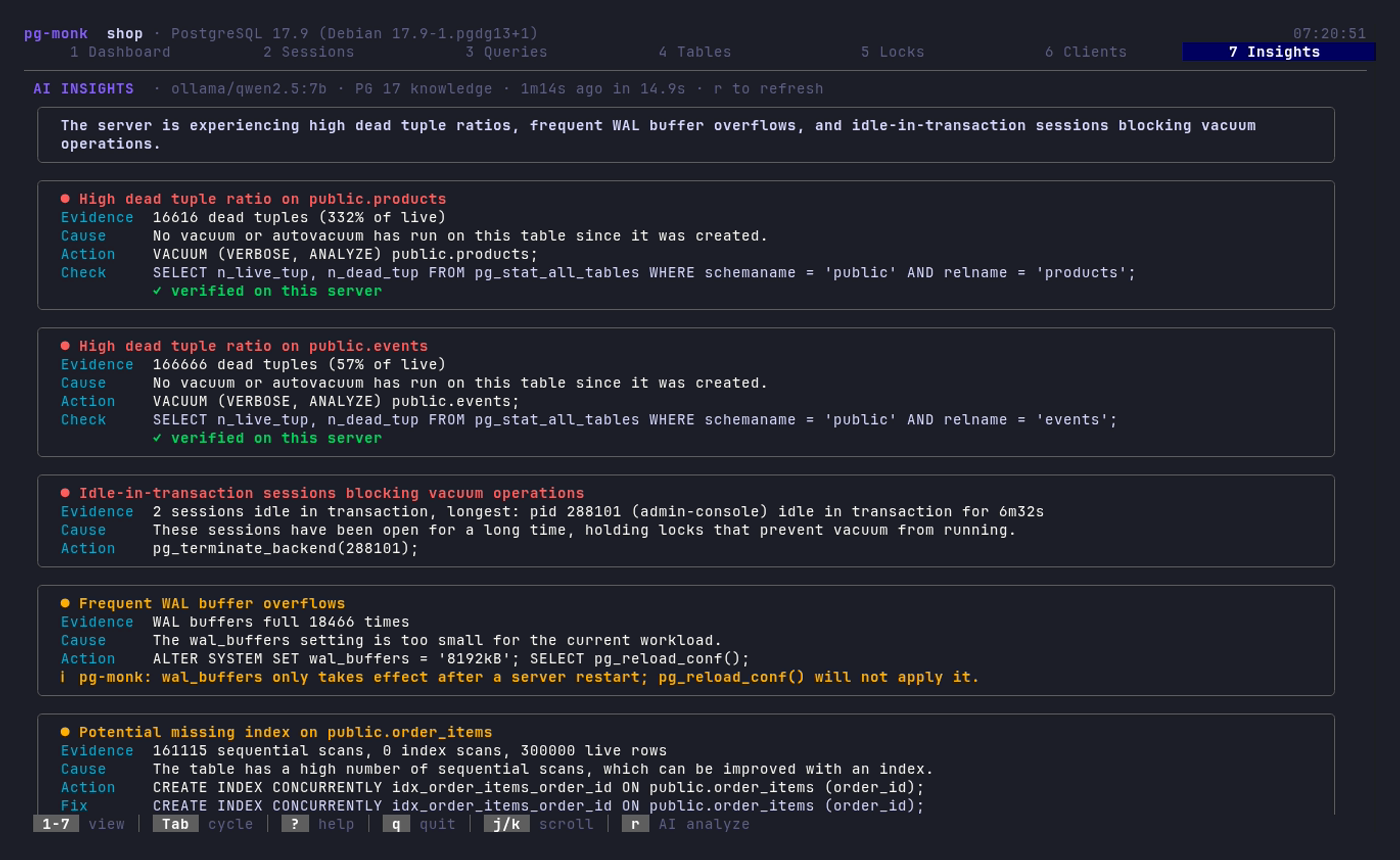 pg-monk  shop · PostgreSQL 17.9 (Debian 17.9-1.pgdg13+1) 07:20:51
1 Dashboard 2 Sessions 3 Queries 4 Tables 5 Locks 6 Clients 7 Insights
AI INSIGHTS · ollama/qwen2.5:7b · PG 17 knowledge · 1m14s ago in 14.9s · r to refresh
The server is experiencing high dead tuple ratios, frequent WAL buffer overflows, and idle-in-transaction sessions blocking vacuum
operations.
● High dead tuple ratio on public.products
Evidence 16616 dead tuples (332% of live)
Cause No vacuum or autovacuum has run on this table since it was created.
Action VACUUM (VERBOSE, ANALYZE) public.products;
Check SELECT n_live_tup, n_dead_tup FROM pg_stat_all_tables WHERE schemaname = 'public' AND relname = 'products';
✓ verified on this server
● High dead tuple ratio on public.events
Evidence 166666 dead tuples (57% of live)
Cause No vacuum or autovacuum has run on this table since it was created.
Action VACUUM (VERBOSE, ANALYZE) public.events;
Check SELECT n_live_tup, n_dead_tup FROM pg_stat_all_tables WHERE schemaname = 'public' AND relname = 'events';
✓ verified on this server
● Idle-in-transaction sessions blocking vacuum operations
Evidence 2 sessions idle in transaction, longest: pid 288101 (admin-console) idle in transaction for 6m32s
Cause These sessions have been open for a long time, holding locks that prevent vacuum from running.
Action pg_terminate_backend(288101);
● Frequent WAL buffer overflows
Evidence WAL buffers full 18466 times
Cause The wal_buffers setting is too small for the current workload.
Action ALTER SYSTEM SET wal_buffers = '8192kB'; SELECT pg_reload_conf();
i pg-monk: wal_buffers only takes effect after a server restart; pg_reload_conf() will not apply it.
● Potential missing index on public.order_items
Evidence 161115 sequential scans, 0 index scans, 300000 live rows
Cause The table has a high number of sequential scans, which can be improved with an index.
Action CREATE INDEX CONCURRENTLY idx_order_items_order_id ON public.order_items (order_id);
Fix CREATE INDEX CONCURRENTLY idx_order_items_order_id ON public.order_items (order_id);
1-7 view │ Tab cycle │ ? help │ q quit │ j/k scroll │ r AI analyze